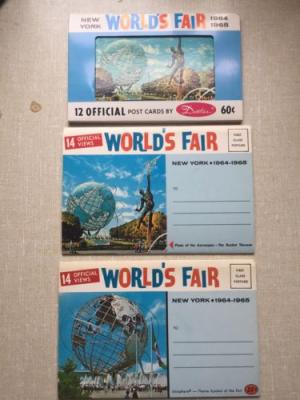 NEW YORK WORLD'S FAIR 1964 1965
12 OFFICIAL POST CARDS BY Dexter 60¢
14 OFFICIAL VIEWS WORLD'S FAIR
FIRST CLASS POSTAGE
NEW YORK • 1964-1965
TO
Plaza of the Astronauts - The Rocket Thrower
14 OFFICIAL VIEWS WORLD'S FAIR
FIRST CLASS POSTAGE
NEW YORK • 1964-1965
TO
Unisphere® — Theme Symbol of the Fair